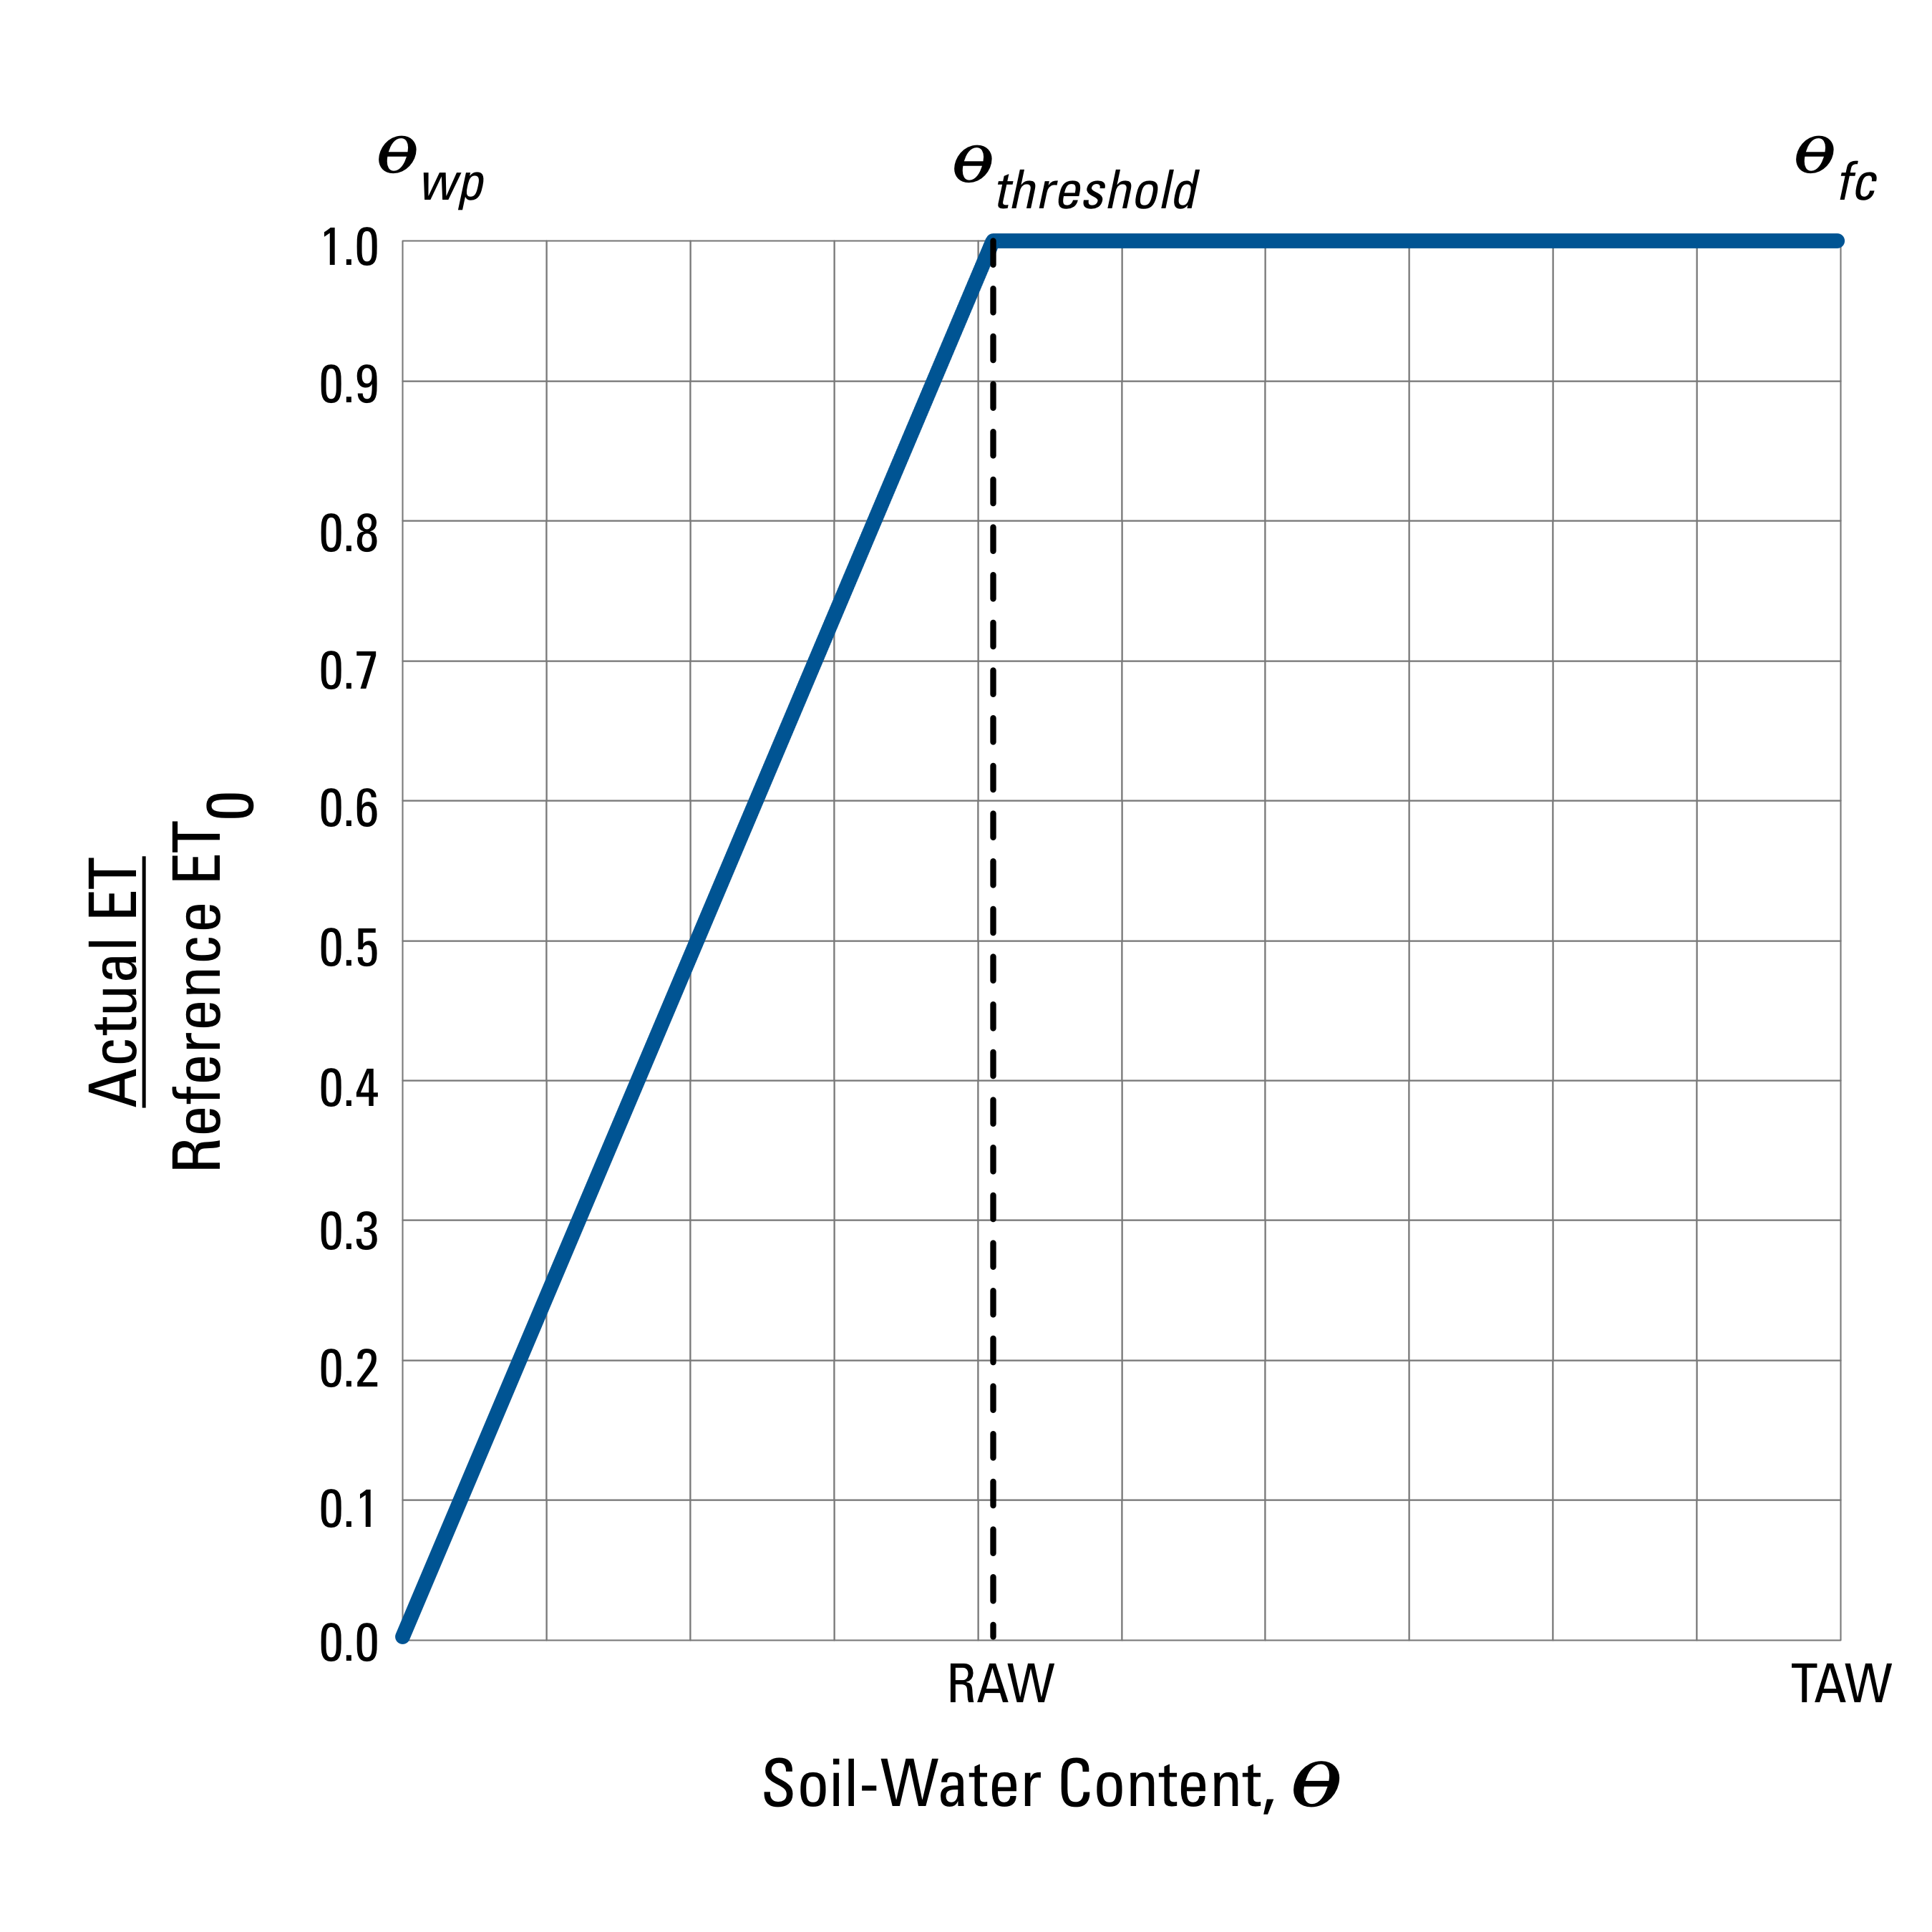 θwp
θthreshold
θfc
1.0
0.9
0.8
0.7
0.6
0.5
0.4
0.3
0.2
0.1
0.0
Actual ET
Reference ET0
RAW
TAW
Soil-Water Content, θ